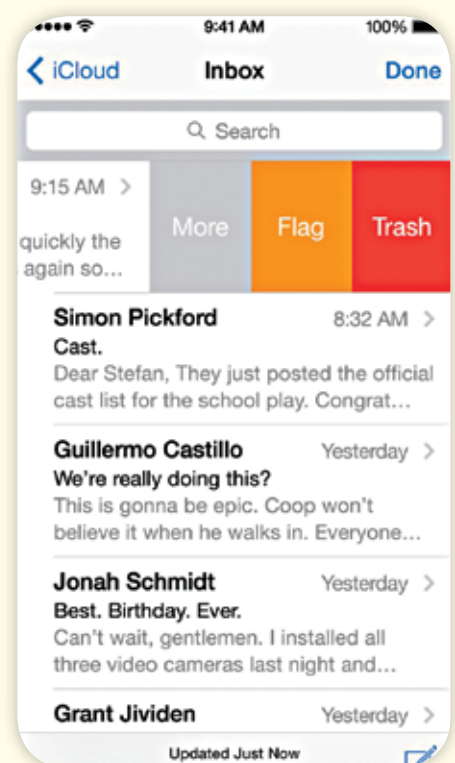 9:41 AM 100%
iCloud Inbox Done
Search
9:15 AM
More Flag Trash
quickly the
again so...
Simon Pickford 8:32 AM
Cast.
Dear Stefan, They just posted the official
cast list for the school play. Congrat...
Guillermo Castillo Yesterday
We're really doing this?
This is gonna be epic. Coop won't
believe it when he walks in. Everyone...
Jonah Schmidt Yesterday
Best. Birthday. Ever.
Can't wait, gentlemen. I installed all
three video cameras last night and...
Grant Jividen Yesterday
Updated Just Now